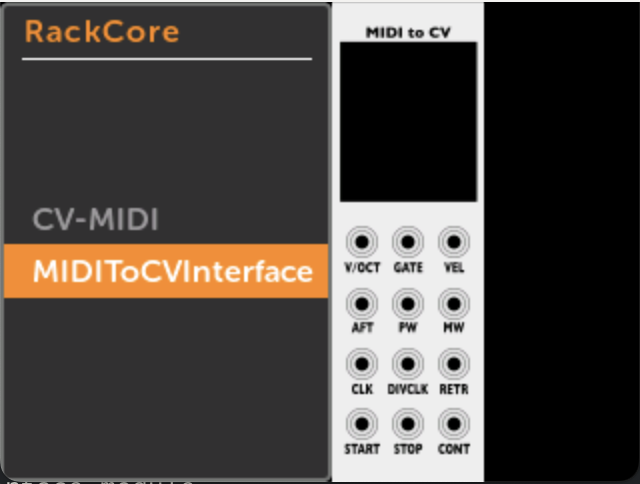 RackCore
CV-MIDI
MIDIToCVInterface
MIDI to CV
V/OCT GATE VEL
AFT PW MW
CLK DIVCLK RETR
START STOP CONT